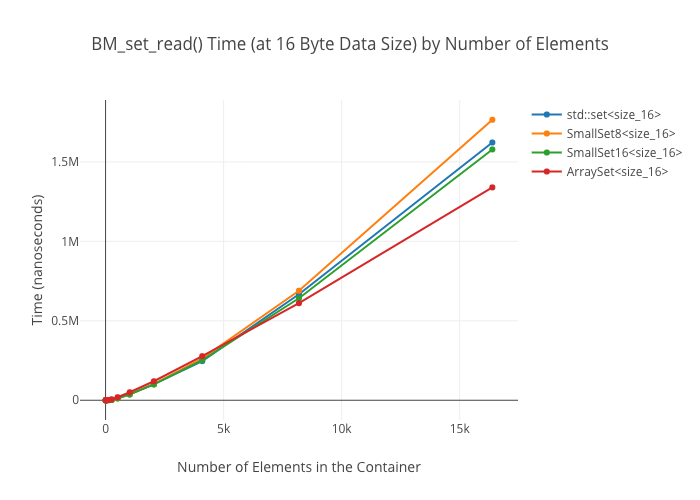 BM_set_read() Time (at 16 Byte Data Size) by Number of Elements
std::set<size_16>
SmallSet8<size_16>
SmallSet16<size_16>
ArraySet<size_16>
Time (nanoseconds)
1.5M
1M
0.5M
0
0
5k
10k
15k
Number of Elements in the Container